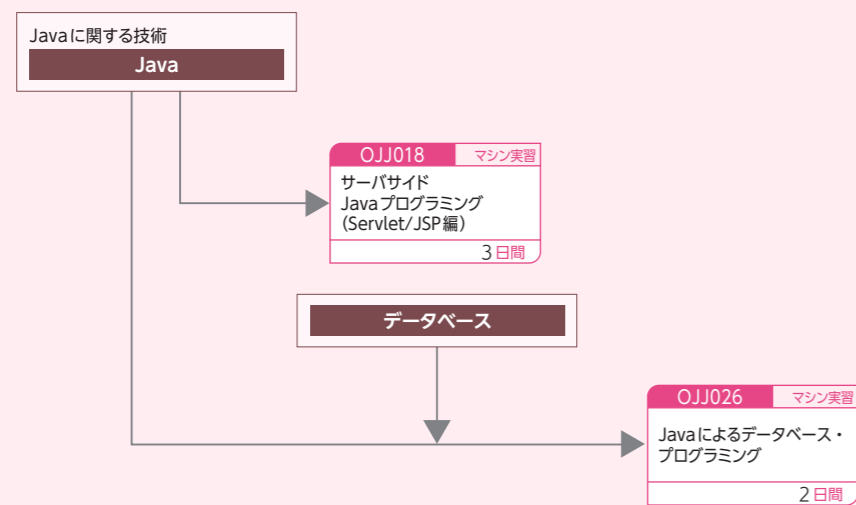 Javaに関する技術
Java
OJJ018 マシン実習
サーバサイド
Javaプログラミング
（Servlet/JSP編）
3日間
データベース
OJJ026 マシン実習
Javaによるデータベース・
プログラミング
2日間